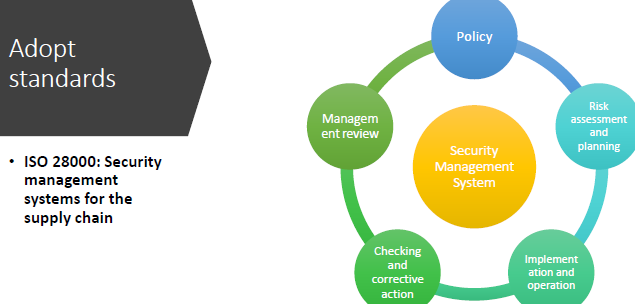 Adopt
standards
• ISO 28000: Security
management
systems for the
supply chain
Policy
Risk
assessment
and
planning
Implement
ation and
operation
Checking
and
corrective
action
Managem
ent review
Security
Management
System